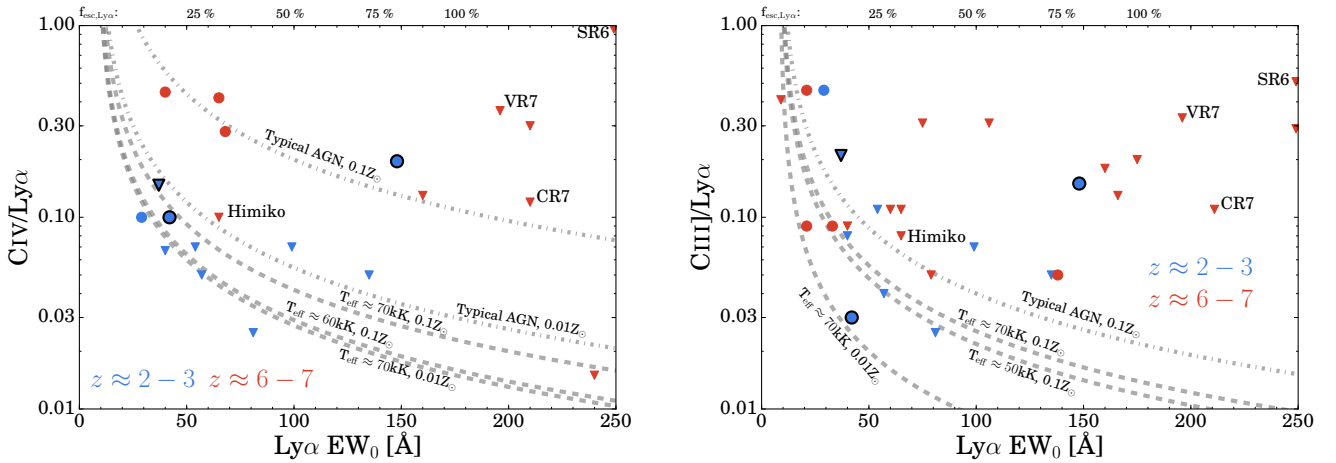 f_esc,Lyα: 25 % 50 % 75 % 100 %
1.00
0.30
0.10
0.03
0.01
CIV/Lyα
SR6
VR7
CR7
Himiko
Typical AGN, 0.1Z⊙
Typical AGN, 0.01Z⊙
T_eff ≈ 70kK, 0.1Z⊙
T_eff ≈ 60kK, 0.1Z⊙
T_eff ≈ 70kK, 0.01Z⊙
z ≈ 2 − 3 z ≈ 6 − 7
0 50 100 150 200 250
Lyα EW₀ [Å]
f_esc,Lyα: 25 % 50 % 75 % 100 %
1.00
0.30
0.10
0.03
0.01
CIII]/Lyα
SR6
VR7
CR7
Himiko
z ≈ 2 − 3
z ≈ 6 − 7
Typical AGN, 0.1Z⊙
T_eff ≈ 70kK, 0.1Z⊙
T_eff ≈ 50kK, 0.1Z⊙
T_eff ≈ 70kK, 0.01Z⊙
0 50 100 150 200 250
Lyα EW₀ [Å]